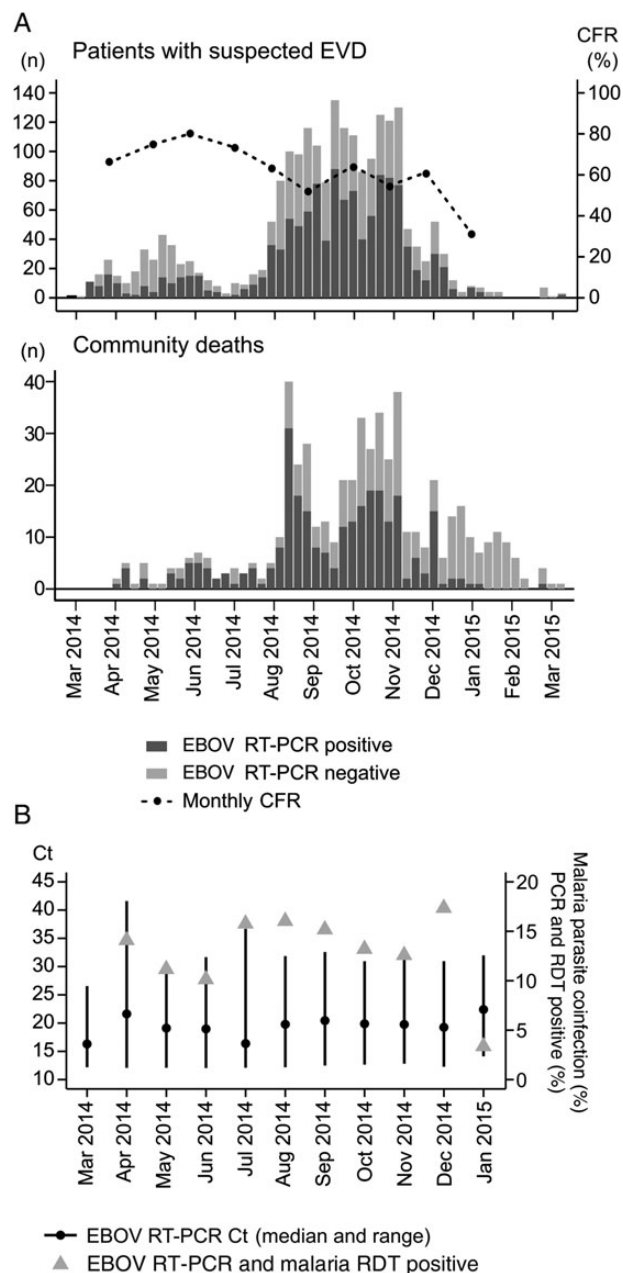 A
Patients with suspected EVD
(n)
CFR
(%)
140
120
100
80
60
40
20
0
100
80
60
40
20
0
(n)
Community deaths
40
30
20
10
0
Mar 2014
Apr 2014
May 2014
Jun 2014
Jul 2014
Aug 2014
Sep 2014
Oct 2014
Nov 2014
Dec 2014
Jan 2015
Feb 2015
Mar 2015
EBOV RT-PCR positive
EBOV RT-PCR negative
Monthly CFR
B
Ct
45
40
35
30
25
20
15
10
20
15
10
5
0
Malaria parasite coinfection (%)
PCR and RDT positive (%)
Mar 2014
Apr 2014
May 2014
Jun 2014
Jul 2014
Aug 2014
Sep 2014
Oct 2014
Nov 2014
Dec 2014
Jan 2015
EBOV RT-PCR Ct (median and range)
EBOV RT-PCR and malaria RDT positive